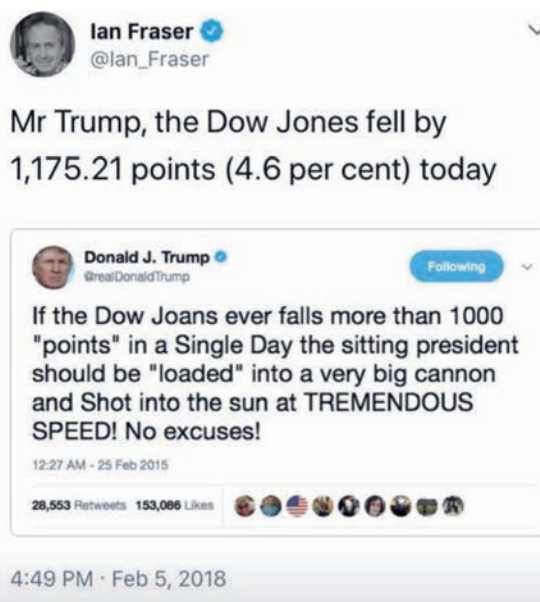 Ian Fraser
@Ian_Fraser
Mr Trump, the Dow Jones fell by
1,175.21 points (4.6 per cent) today
Donald J. Trump
@realDonaldTrump
Following
If the Dow Joans ever falls more than 1000
"points" in a Single Day the sitting president
should be "loaded" into a very big cannon
and Shot into the sun at TREMENDOUS
SPEED! No excuses!
12:27 AM - 25 Feb 2015
28,553 Retweets 153,086 Likes
4:49 PM · Feb 5, 2018